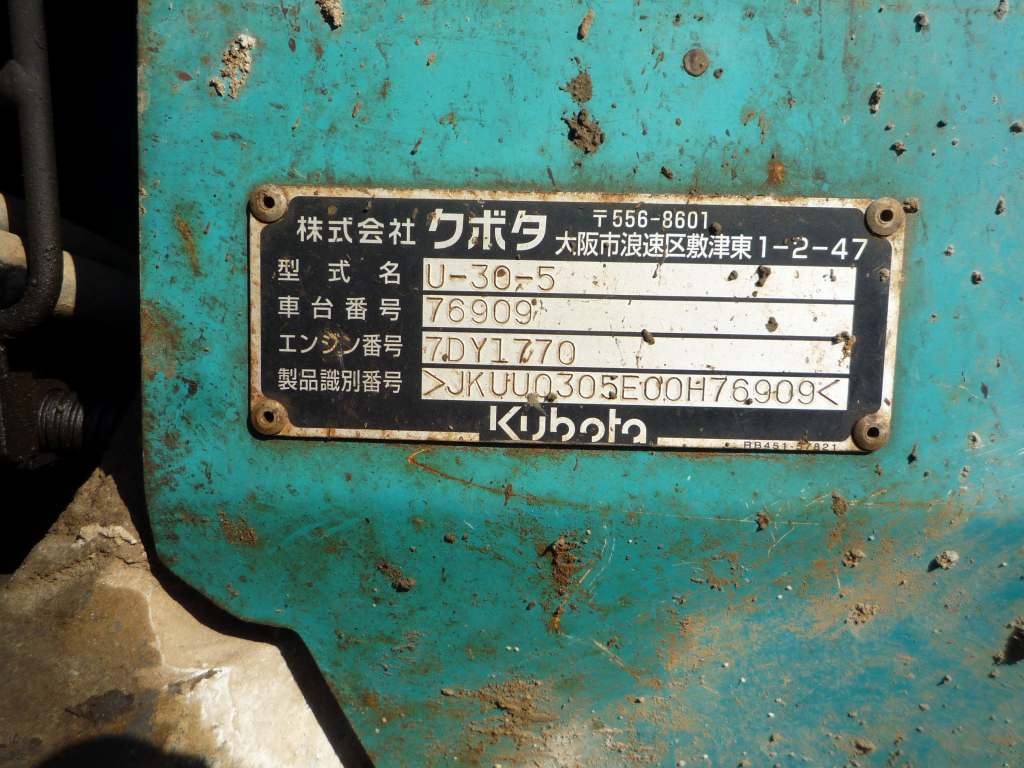 株式会社 クボタ 〒556-8601
大阪市浪速区敷津東1-2-47
型式名 U-30-5
車台番号 76909
エンジン番号 7DY1770
製品識別番号 >JKUU0305E00H76909<
Kubota
RB451-57821